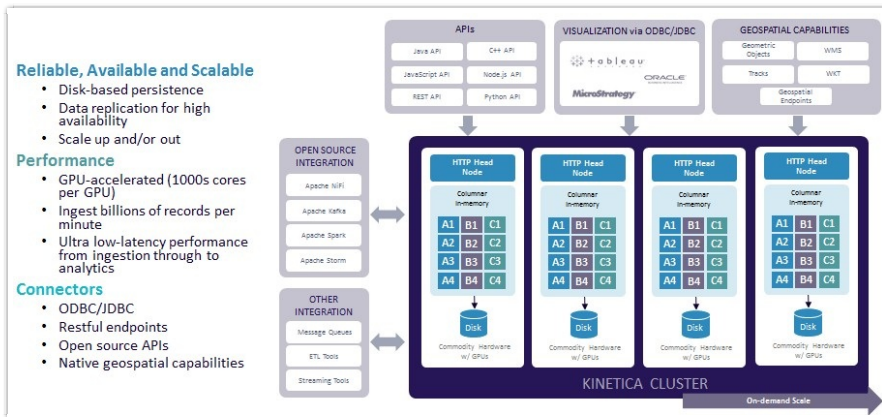 Reliable, Available and Scalable
• Disk-based persistence
• Data replication for high
availability
• Scale up and/or out
Performance
• GPU-accelerated (1000s cores
per GPU)
• Ingest billions of records per
minute
• Ultra low-latency performance
from ingestion through to
analytics
Connectors
• ODBC/JDBC
• Restful endpoints
• Open source APIs
• Native geospatial capabilities
APIs
Java API
C++ API
JavaScript API
Node.js API
REST API
Python API
VISUALIZATION via ODBC/JDBC
tableau
ORACLE
MicroStrategy
GEOSPATIAL CAPABILITIES
Geometric
Objects
WMS
Tracks
WKT
Geospatial
Endpoints
OPEN SOURCE
INTEGRATION
Apache NiFi
Apache Kafka
Apache Spark
Apache Storm
OTHER
INTEGRATION
Message Queues
ETL Tools
Streaming Tools
HTTP Head
Node
Columnar
In-memory
A1 B1 C1
A2 B2 C2
A3 B3 C3
A4 B4 C4
Disk
Commodity Hardware
w/ GPUs
HTTP Head
Node
Columnar
In-memory
A1 B1 C1
A2 B2 C2
A3 B3 C3
A4 B4 C4
Disk
Commodity Hardware
w/ GPUs
HTTP Head
Node
Columnar
In-memory
A1 B1 C1
A2 B2 C2
A3 B3 C3
A4 B4 C4
Disk
Commodity Hardware
w/ GPUs
HTTP Head
Node
Columnar
In-memory
A1 B1 C1
A2 B2 C2
A3 B3 C3
A4 B4 C4
Disk
Commodity Hardware
w/ GPUs
KINETICA CLUSTER
On-demand Scale